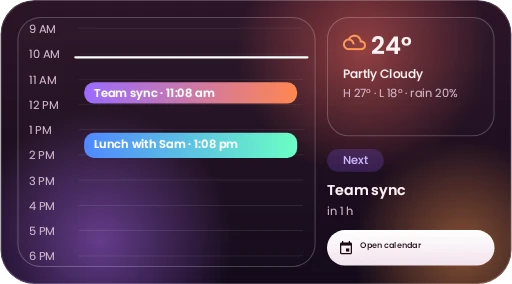 9 AM
10 AM
11 AM
Team sync · 11:08 am
12 PM
1 PM
Lunch with Sam · 1:08 pm
2 PM
3 PM
4 PM
5 PM
6 PM
24°
Partly Cloudy
H 27° · L 18° · rain 20%
Next
Team sync
in 1 h
Open calendar